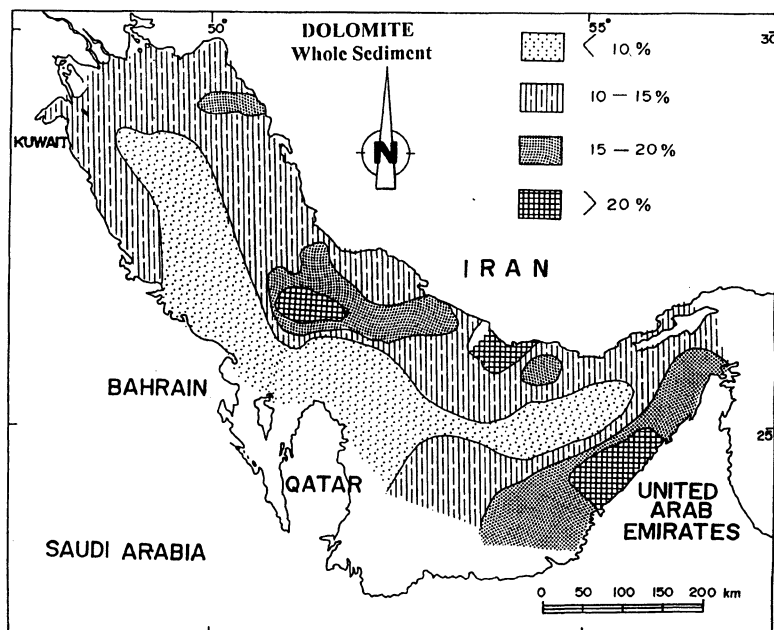 50°
55°
30
DOLOMITE
Whole Sediment
< 10 %
10 – 15%
15 – 20%
> 20 %
N
KUWAIT
IRAN
BAHRAIN
25
QATAR
UNITED
ARAB
EMIRATES
SAUDI ARABIA
0 50 100 150 200 km